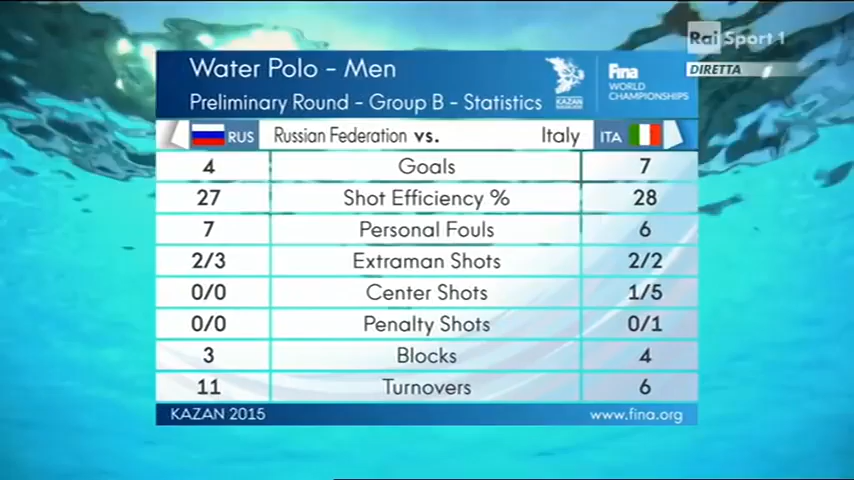 Rai Sport 1
DIRETTA
Water Polo - Men
Preliminary Round - Group B - Statistics
KAZAN
Fina
WORLD
CHAMPIONSHIPS
RUS Russian Federation vs. Italy ITA
4 Goals 7
27 Shot Efficiency % 28
7 Personal Fouls 6
2/3 Extraman Shots 2/2
0/0 Center Shots 1/5
0/0 Penalty Shots 0/1
3 Blocks 4
11 Turnovers 6
KAZAN 2015 www.fina.org